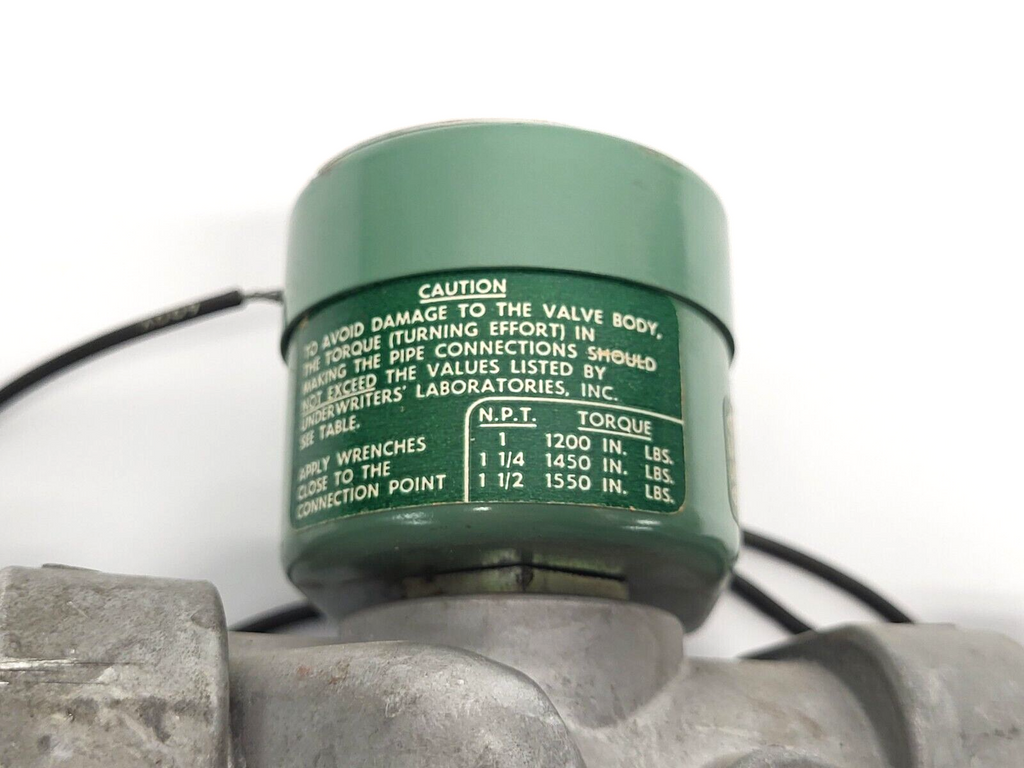 CAUTION
TO AVOID DAMAGE TO THE VALVE BODY,
THE TORQUE (TURNING EFFORT) IN
MAKING THE PIPE CONNECTIONS SHOULD
NOT EXCEED THE VALUES LISTED BY
UNDERWRITERS' LABORATORIES, INC.
SEE TABLE.
APPLY WRENCHES
CLOSE TO THE
CONNECTION POINT
N.P.T. TORQUE
1 1200 IN. LBS.
1 1/4 1450 IN. LBS.
1 1/2 1550 IN. LBS.